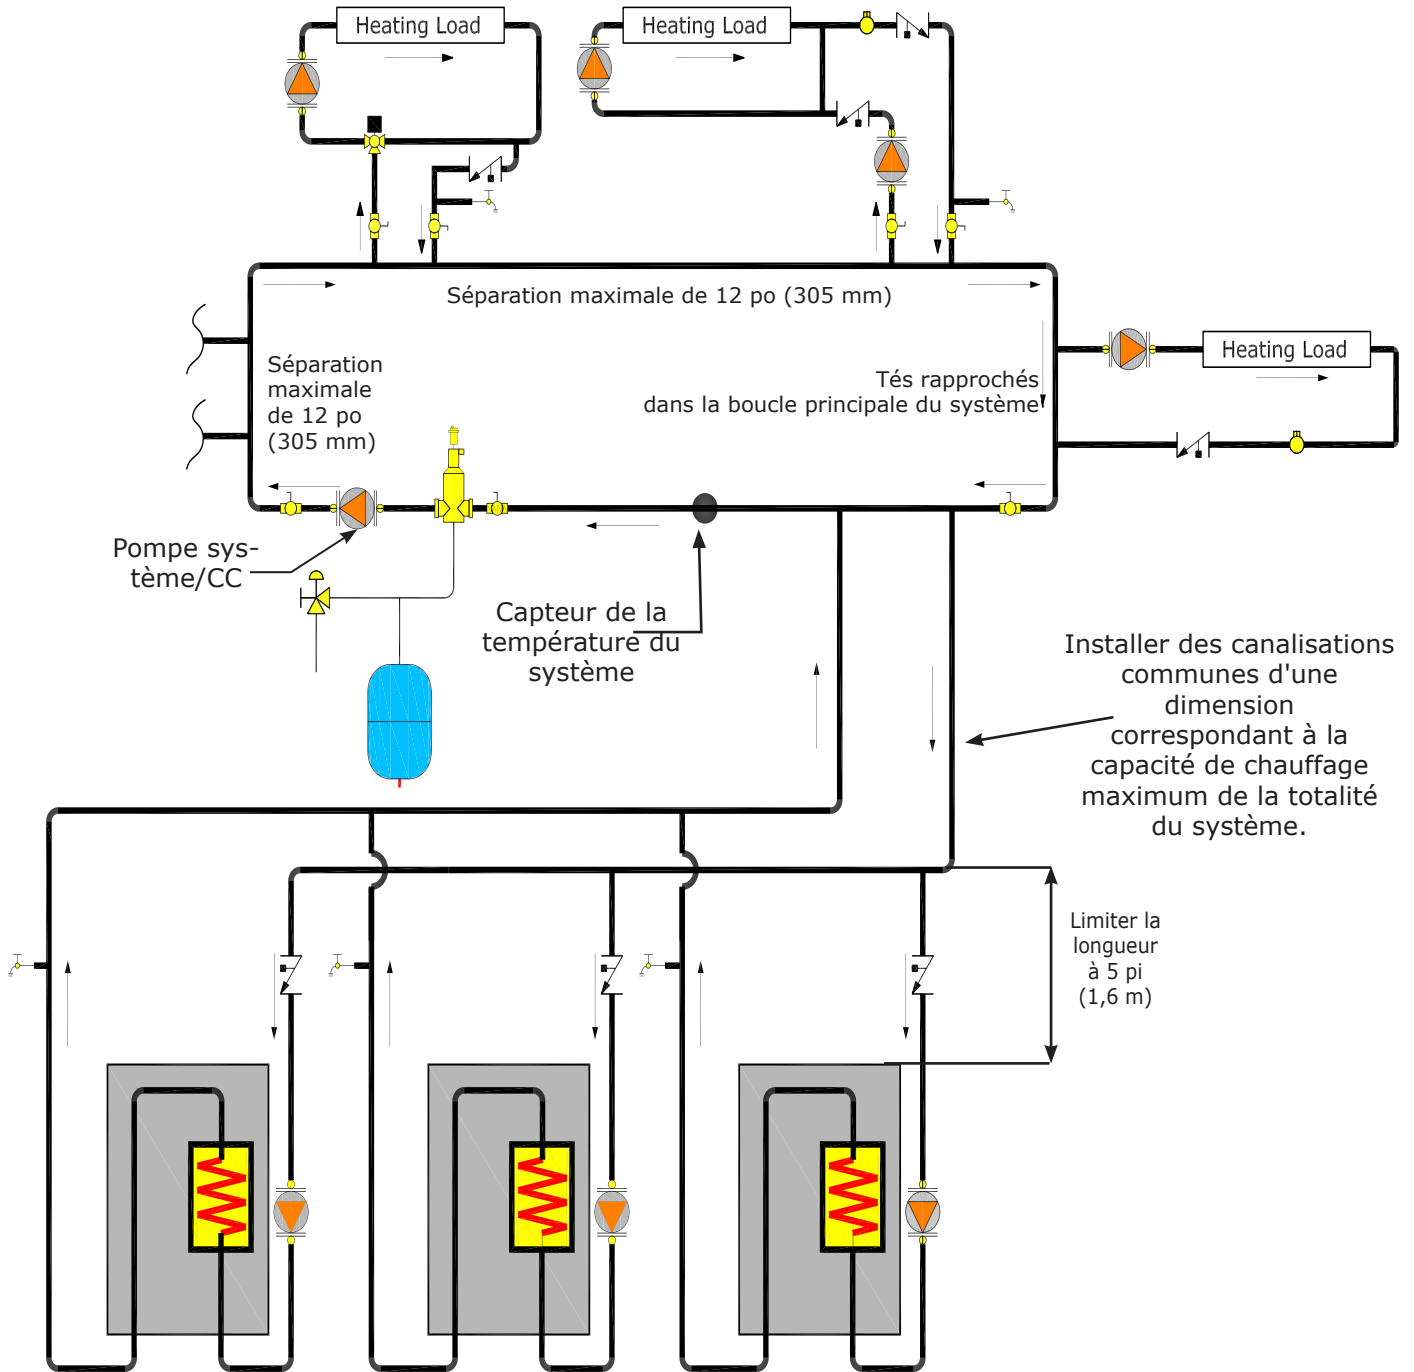 Heating Load
Heating Load
Séparation maximale de 12 po (305 mm)
Séparation
maximale
de 12 po
(305 mm)
Tés rapprochés
dans la boucle principale du système
Heating Load
Pompe sys-
tème/CC
Capteur de la
température du
système
Installer des canalisations
communes d'une
dimension
correspondant à la
capacité de chauffage
maximum de la totalité
du système.
Limiter la
longueur
à 5 pi
(1,6 m)